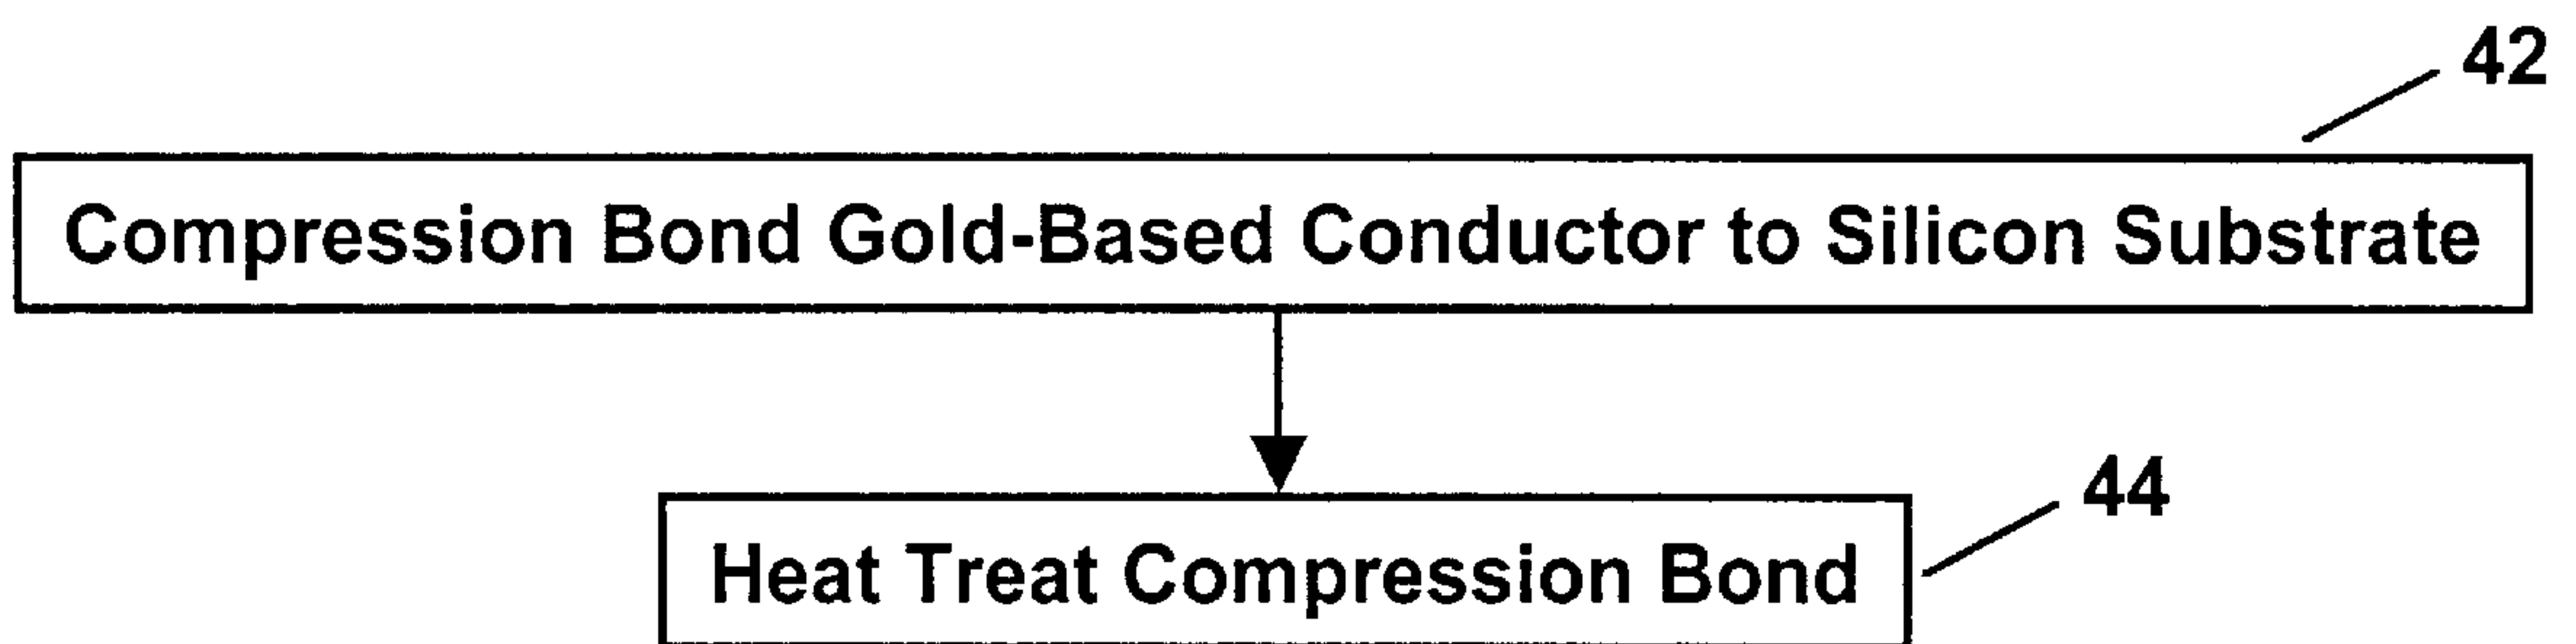 42
Compression Bond Gold-Based Conductor to Silicon Substrate
44
Heat Treat Compression Bond